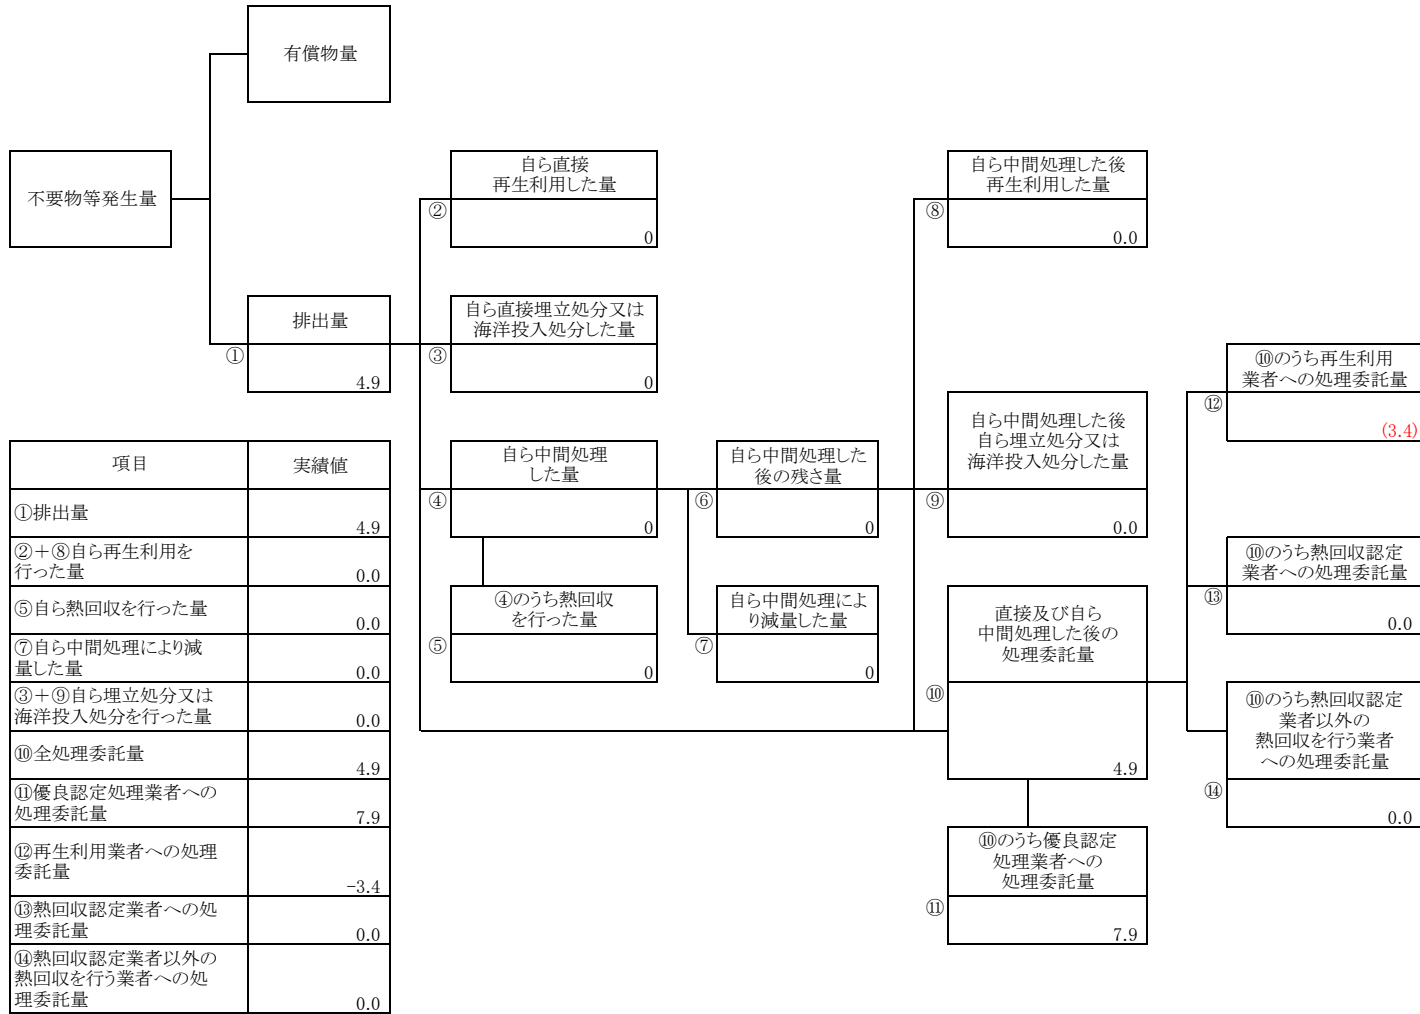 有償物量
不要物等発生量
自ら直接
再生利用した量
②
0
自ら中間処理した後
再生利用した量
⑧
0.0
排出量
①
4.9
自ら直接埋立処分又は
海洋投入処分した量
③
0
⑩のうち再生利用
業者への処理委託量
⑫
(3.4)
自ら中間処理
した量
④
0
自ら中間処理した
後の残さ量
⑥
0
自ら中間処理した後
自ら埋立処分又は
海洋投入処分した量
⑨
0.0
⑩のうち熱回収認定
業者への処理委託量
⑬
0.0
④のうち熱回収
を行った量
⑤
0
自ら中間処理によ
り減量した量
⑦
0
直接及び自ら
中間処理した後の
処理委託量
⑩
4.9
⑩のうち熱回収認定
業者以外の
熱回収を行う業者
への処理委託量
⑭
0.0
⑩のうち優良認定
処理業者への
処理委託量
⑪
7.9
項目 実績値
①排出量
4.9
②＋⑧自ら再生利用を
行った量 0.0
⑤自ら熱回収を行った量
0.0
⑦自ら中間処理により減
量した量 0.0
③＋⑨自ら埋立処分又は
海洋投入処分を行った量 0.0
⑩全処理委託量
4.9
⑪優良認定処理業者への
処理委託量 7.9
⑫再生利用業者への処理
委託量
-3.4
⑬熱回収認定業者への処
理委託量 0.0
⑭熱回収認定業者以外の
熱回収を行う業者への処
理委託量 0.0